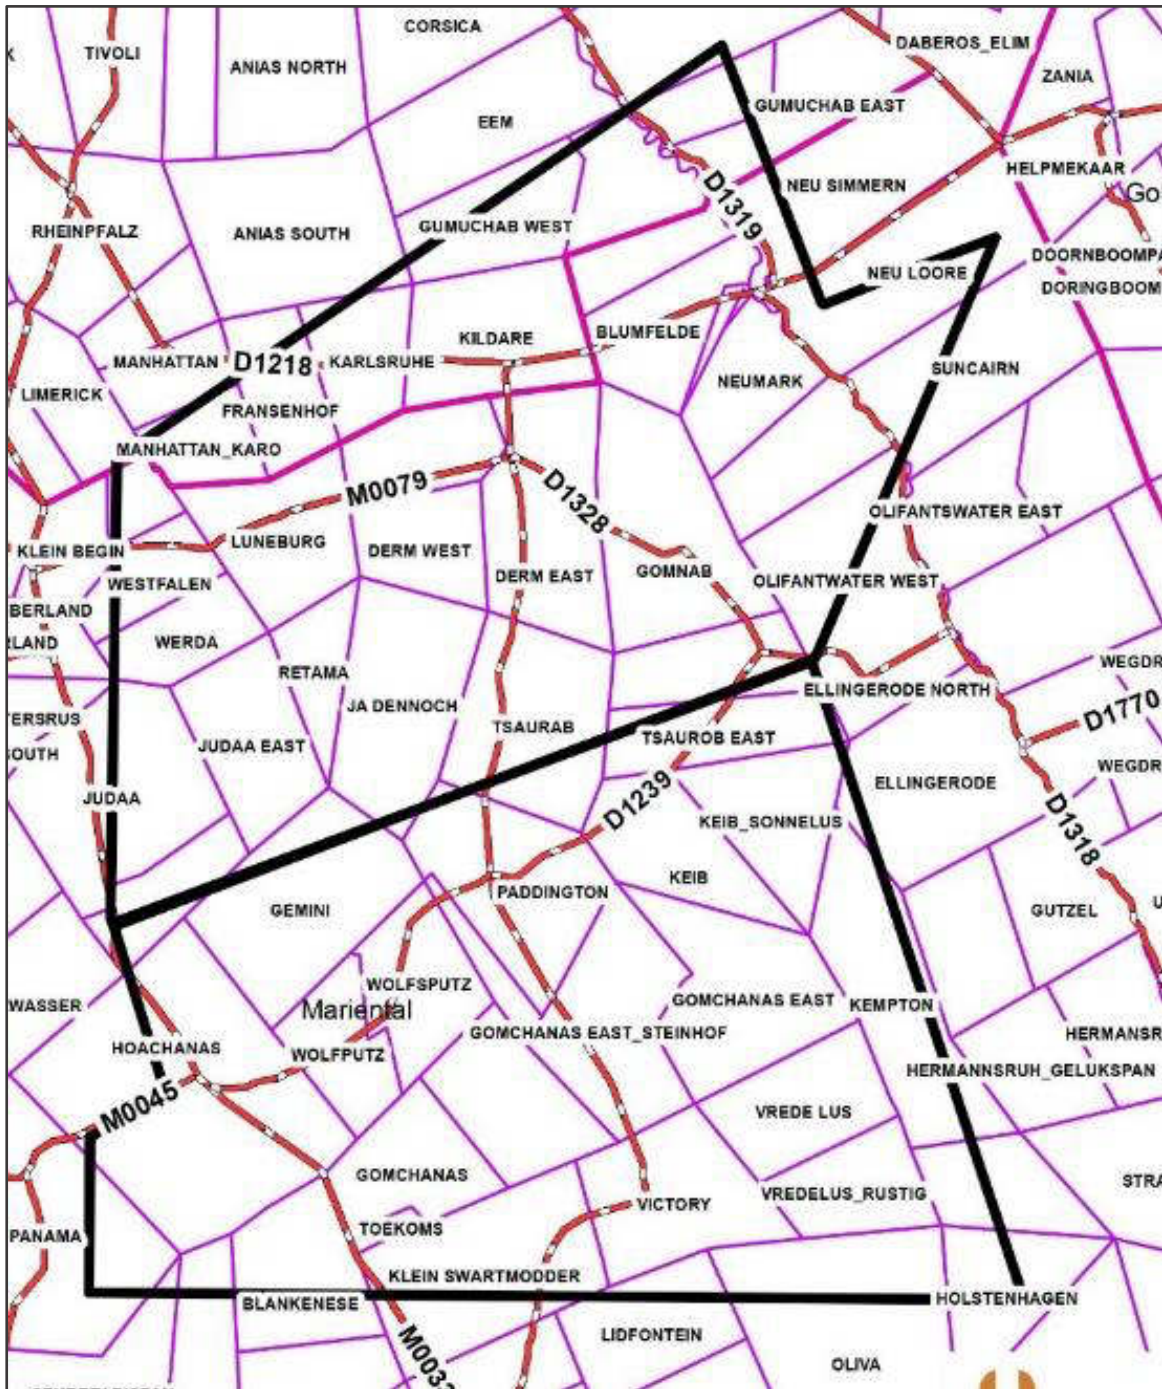 CORSICA
DABEROS_ELIM
TIVOLI
ANIAS NORTH
ZANIA
EEM
GUMUCHAB EAST
HELPMEKAAR
NEU SIMMERN
Go
D1319
GUMUCHAB WEST
RHEINPFALZ
ANIAS SOUTH
DOORNBOOMPA
NEU LOORE
DORINGBOOM
BLUMFELDE
KILDARE
MANHATTAN
D1218
KARLSRUHE
SUNCAIRN
NEUMARK
LIMERICK
FRANSENHOF
MANHATTAN_KARO
M0079
D1328
OLIFANTSWATER EAST
LUNEBURG
KLEIN BEGIN
DERM WEST
GOMNAB
DERM EAST
OLIFANTWATER WEST
WESTFALEN
BERLAND
RLAND
WERDA
WEGDR
RETAMA
ELLINGERODE NORTH
JA DENNOCH
D1770
TERSRUS
TSAURAB
TSAUROB EAST
JUDAA EAST
SOUTH
WEGDR
ELLINGERODE
JUDAA
D1239
KEIB_SONNELUS
D1318
KEIB
PADDINGTON
GEMINI
GUTZEL
WOLFSPUTZ
GOMCHANAS EAST
WASSER
KEMPTON
Mariental
GOMCHANAS EAST_STEINHOF
HERMANSR
HOACHANAS
WOLFPUTZ
HERMANNSRUH_GELUKSPAN
M0045
VREDE LUS
GOMCHANAS
STRA
VREDELUS_RUSTIG
VICTORY
TOEKOMS
PANAMA
KLEIN SWARTMODDER
BLANKENESE
HOLSTENHAGEN
LIDFONTEIN
M0033
OLIVA